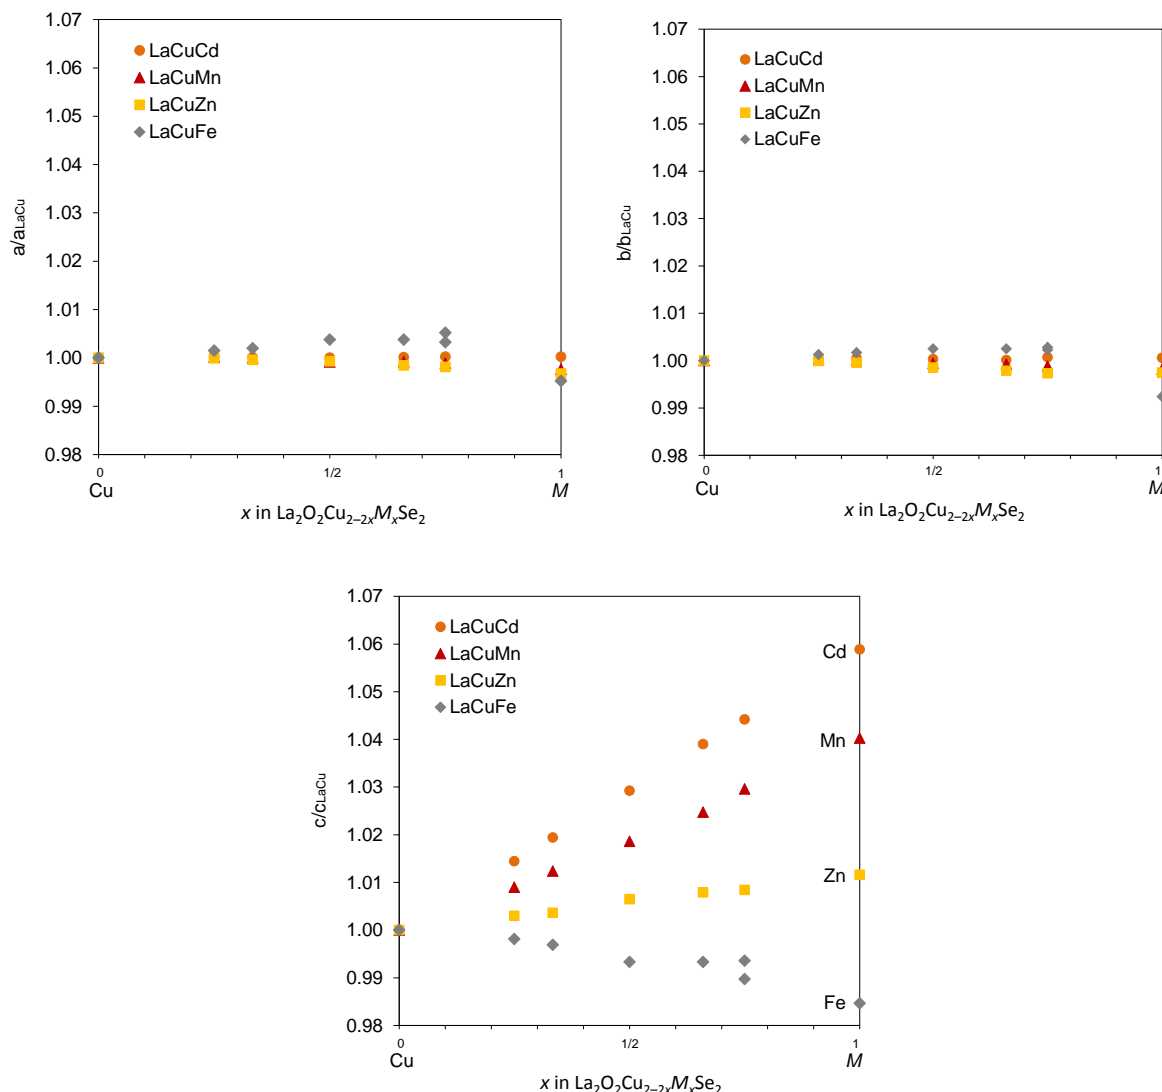 1.07
1.06
1.05
1.04
1.03
1.02
1.01
1.00
0.99
0.98
a/aLaCu
LaCuCd
LaCuMn
LaCuZn
LaCuFe
0 1/2 1
Cu M
x in La₂O₂Cu₂₋₂ₓMₓSe₂
1.07
1.06
1.05
1.04
1.03
1.02
1.01
1.00
0.99
0.98
b/bLaCu
LaCuCd
LaCuMn
LaCuZn
LaCuFe
0 1/2 1
Cu M
x in La₂O₂Cu₂₋₂ₓMₓSe₂
1.07
1.06
1.05
1.04
1.03
1.02
1.01
1.00
0.99
0.98
c/cLaCu
LaCuCd
LaCuMn
LaCuZn
LaCuFe
Cd
Mn
Zn
Fe
0 1/2 1
Cu M
x in La₂O₂Cu₂₋₂ₓMₓSe₂